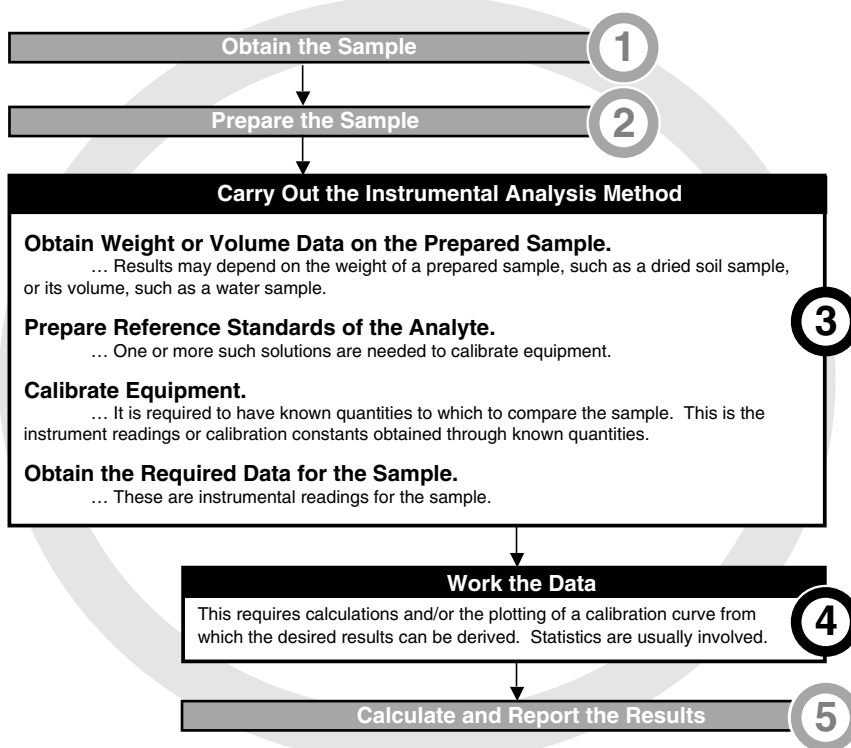 Obtain the Sample 1
Prepare the Sample 2
Carry Out the Instrumental Analysis Method
Obtain Weight or Volume Data on the Prepared Sample.
… Results may depend on the weight of a prepared sample, such as a dried soil sample,
or its volume, such as a water sample.
3
Prepare Reference Standards of the Analyte.
… One or more such solutions are needed to calibrate equipment.
Calibrate Equipment.
… It is required to have known quantities to which to compare the sample. This is the
instrument readings or calibration constants obtained through known quantities.
Obtain the Required Data for the Sample.
… These are instrumental readings for the sample.
Work the Data
This requires calculations and/or the plotting of a calibration curve from
which the desired results can be derived. Statistics are usually involved.
4
Calculate and Report the Results 5